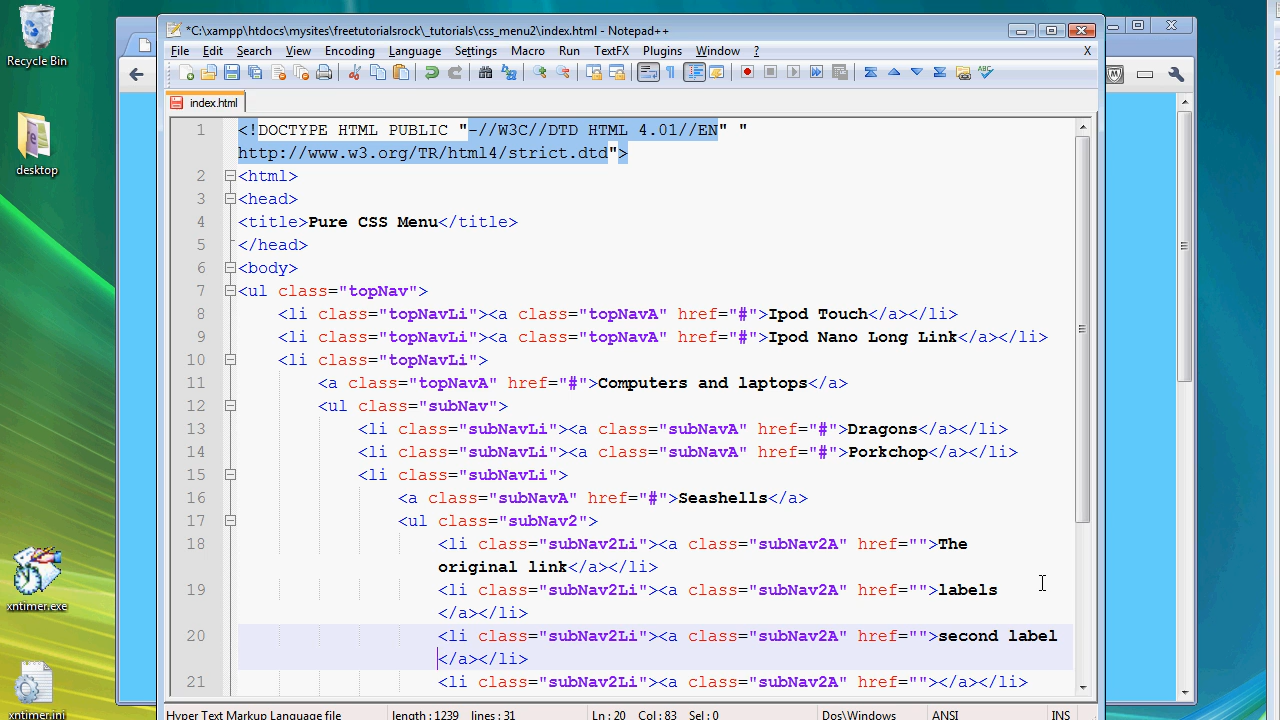 Recycle Bin
desktop
xntimer.exe
xntimer.ini
*C:\xampp\htdocs\mysites\freetutorialsrock\_tutorials\css_menu2\index.html - Notepad++
File Edit Search View Encoding Language Settings Macro Run TextFX Plugins Window ? X
index.html
1 <!DOCTYPE HTML PUBLIC "-//W3C//DTD HTML 4.01//EN" "
http://www.w3.org/TR/html4/strict.dtd">
2 <html>
3 <head>
4 <title>Pure CSS Menu</title>
5 </head>
6 <body>
7 <ul class="topNav">
8 <li class="topNavLi"><a class="topNavA" href="#">Ipod Touch</a></li>
9 <li class="topNavLi"><a class="topNavA" href="#">Ipod Nano Long Link</a></li>
10 <li class="topNavLi">
11 <a class="topNavA" href="#">Computers and laptops</a>
12 <ul class="subNav">
13 <li class="subNavLi"><a class="subNavA" href="#">Dragons</a></li>
14 <li class="subNavLi"><a class="subNavA" href="#">Porkchop</a></li>
15 <li class="subNavLi">
16 <a class="subNavA" href="#">Seashells</a>
17 <ul class="subNav2">
18 <li class="subNav2Li"><a class="subNav2A" href="">The
original link</a></li>
19 <li class="subNav2Li"><a class="subNav2A" href="">labels
</a></li>
20 <li class="subNav2Li"><a class="subNav2A" href="">second label
</a></li>
21 <li class="subNav2Li"><a class="subNav2A" href=""></a></li>
Hyper Text Markup Language file length : 1239 lines : 31 Ln : 20 Col : 83 Sel : 0 Dos\Windows ANSI INS